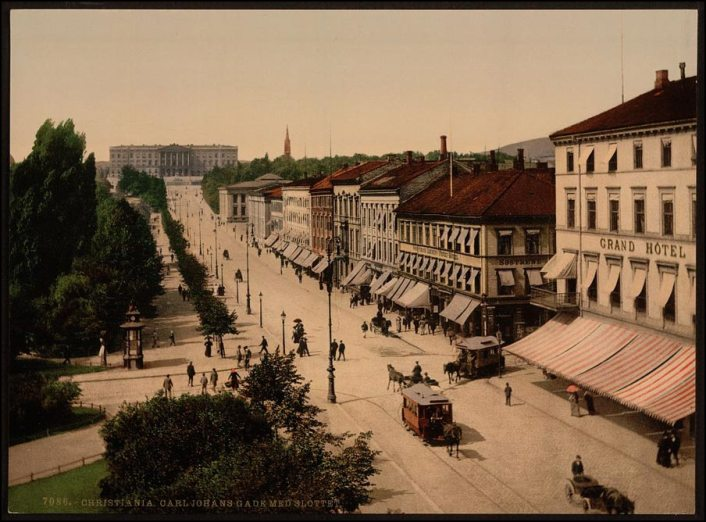 GRAND HOTEL
7086. - CHRISTIANIA. CARL JOHANS GADE MED SLOTTET.